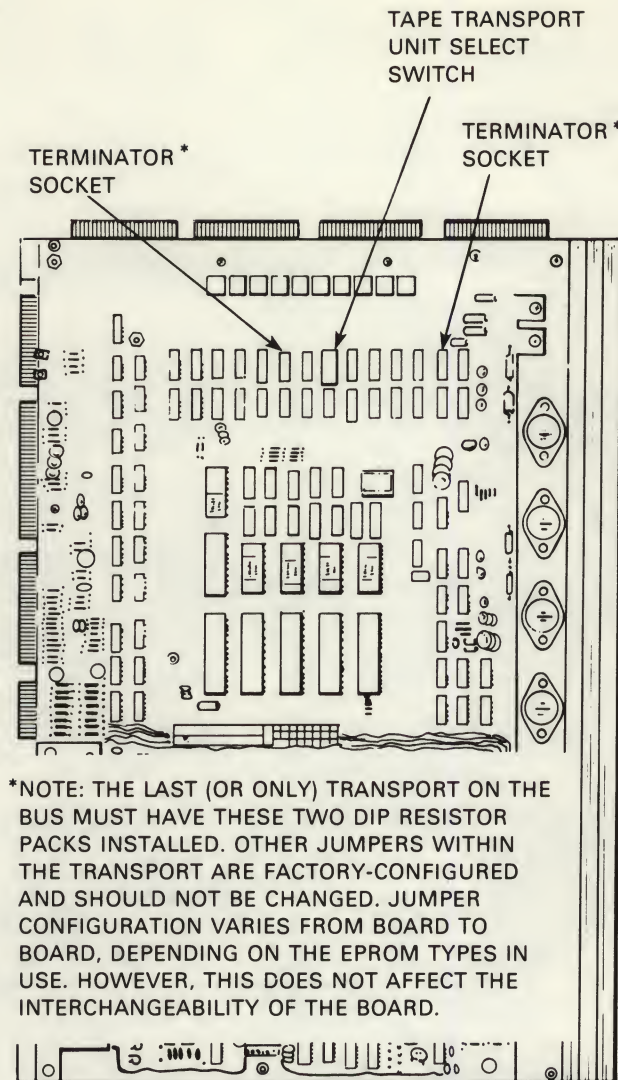 TAPE TRANSPORT
UNIT SELECT
SWITCH
TERMINATOR*
SOCKET
TERMINATOR*
SOCKET
*NOTE: THE LAST (OR ONLY) TRANSPORT ON THE
BUS MUST HAVE THESE TWO DIP RESISTOR
PACKS INSTALLED. OTHER JUMPERS WITHIN
THE TRANSPORT ARE FACTORY-CONFIGURED
AND SHOULD NOT BE CHANGED. JUMPER
CONFIGURATION VARIES FROM BOARD TO
BOARD, DEPENDING ON THE EPROM TYPES IN
USE. HOWEVER, THIS DOES NOT AFFECT THE
INTERCHANGEABILITY OF THE BOARD.